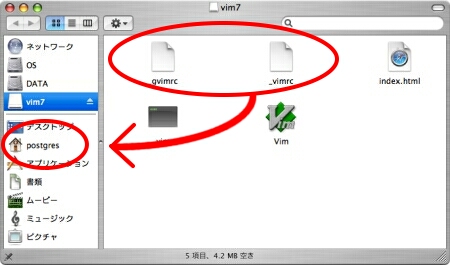 vim7
ネットワーク
OS
DATA
vim7
デスクトップ
postgres
アプリケーション
書類
ムービー
ミュージック
ピクチャ
_gvimrc
_vimrc
index.html
Vim
5 項目、4.2 MB 空き